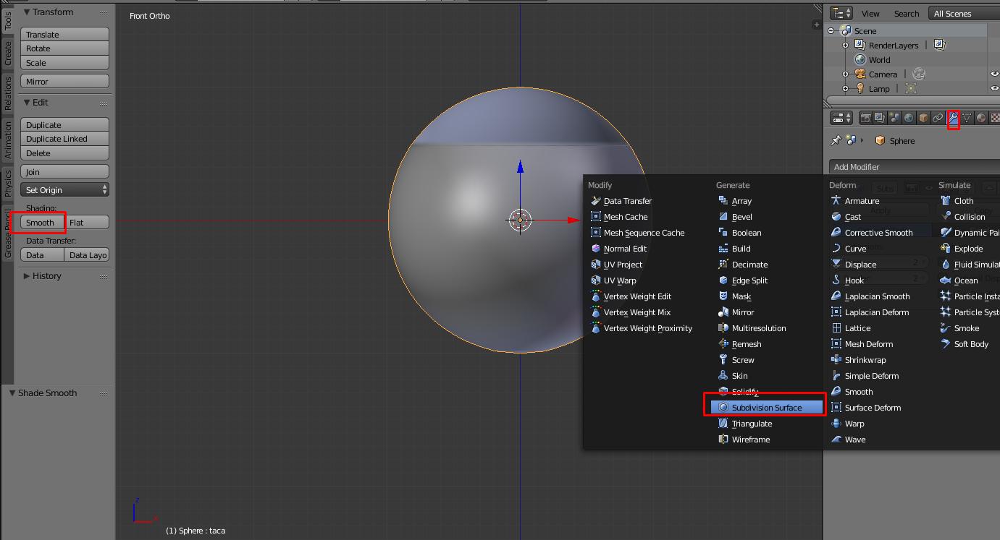 Tools
Create
Relations
Animation
Physics
Grease Pencil
Transform
Translate
Rotate
Scale
Mirror
Edit
Duplicate
Duplicate Linked
Delete
Join
Set Origin
Shading:
Smooth Flat
Data Transfer:
Data Data Layo
History
Shade Smooth
Front Ortho
z
x
(1) Sphere : taca
View Search All Scenes
Scene
RenderLayers
World
Camera
Lamp
Sphere
Add Modifier
Modify
Data Transfer
Mesh Cache
Mesh Sequence Cache
Normal Edit
UV Project
UV Warp
Vertex Weight Edit
Vertex Weight Mix
Vertex Weight Proximity
Generate
Array
Bevel
Boolean
Build
Decimate
Edge Split
Mask
Mirror
Multiresolution
Remesh
Screw
Skin
Solidify
Subdivision Surface
Triangulate
Wireframe
Deform
Armature
Cast
Corrective Smooth
Curve
Displace
Hook
Laplacian Smooth
Laplacian Deform
Lattice
Mesh Deform
Shrinkwrap
Simple Deform
Smooth
Surface Deform
Warp
Wave
Simulate
Cloth
Collision
Dynamic Pai
Explode
Fluid Simulat
Ocean
Particle Insta
Particle Syst
Smoke
Soft Body
Subs
Apply
Copy
2
2